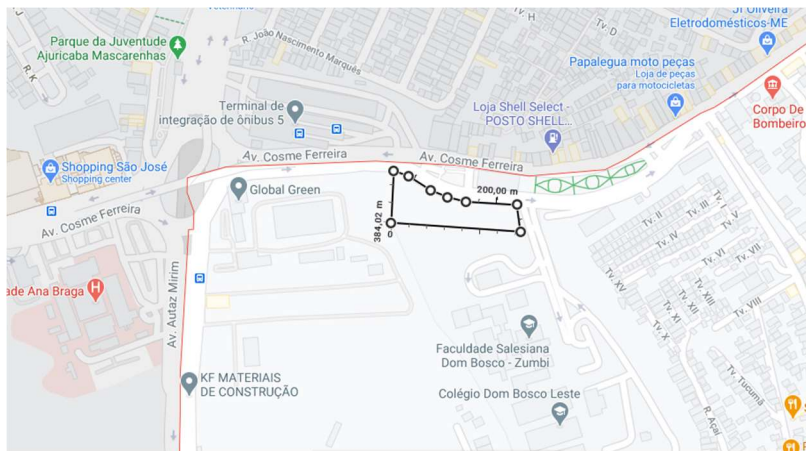 Parque da Juventude
Ajuricaba Mascarenhas
R. K
R. João Nascimento Marquês
Tv. H
Tv. D
Jr Oliveira
Eletrodomésticos-ME
Papalegua moto peças
Loja de peças
para motocicletas
Corpo De
Bombeiro
Terminal de
integração de ônibus 5
Loja Shell Select -
POSTO SHELL...
Av. Cosme Ferreira
Av. Cosme Ferreira
Shopping São José
Shopping center
Global Green
200,00 m
384,02 m
0
Av. Cosme Ferreira
Tv. II
Tv. I
Tv. III
Tv. V
Tv. IV
Tv. VI
Tv. VII
Tv. XV
Tv. XIII
Tv. VIII
Tv. XII
Tv. XI
Tv. X
ade Ana Braga
Av. Autaz Mirim
Faculdade Salesiana
Dom Bosco - Zumbi
KF MATERIAIS
DE CONSTRUÇÃO
Colégio Dom Bosco Leste
R. Açaí
Tv. Tucumã